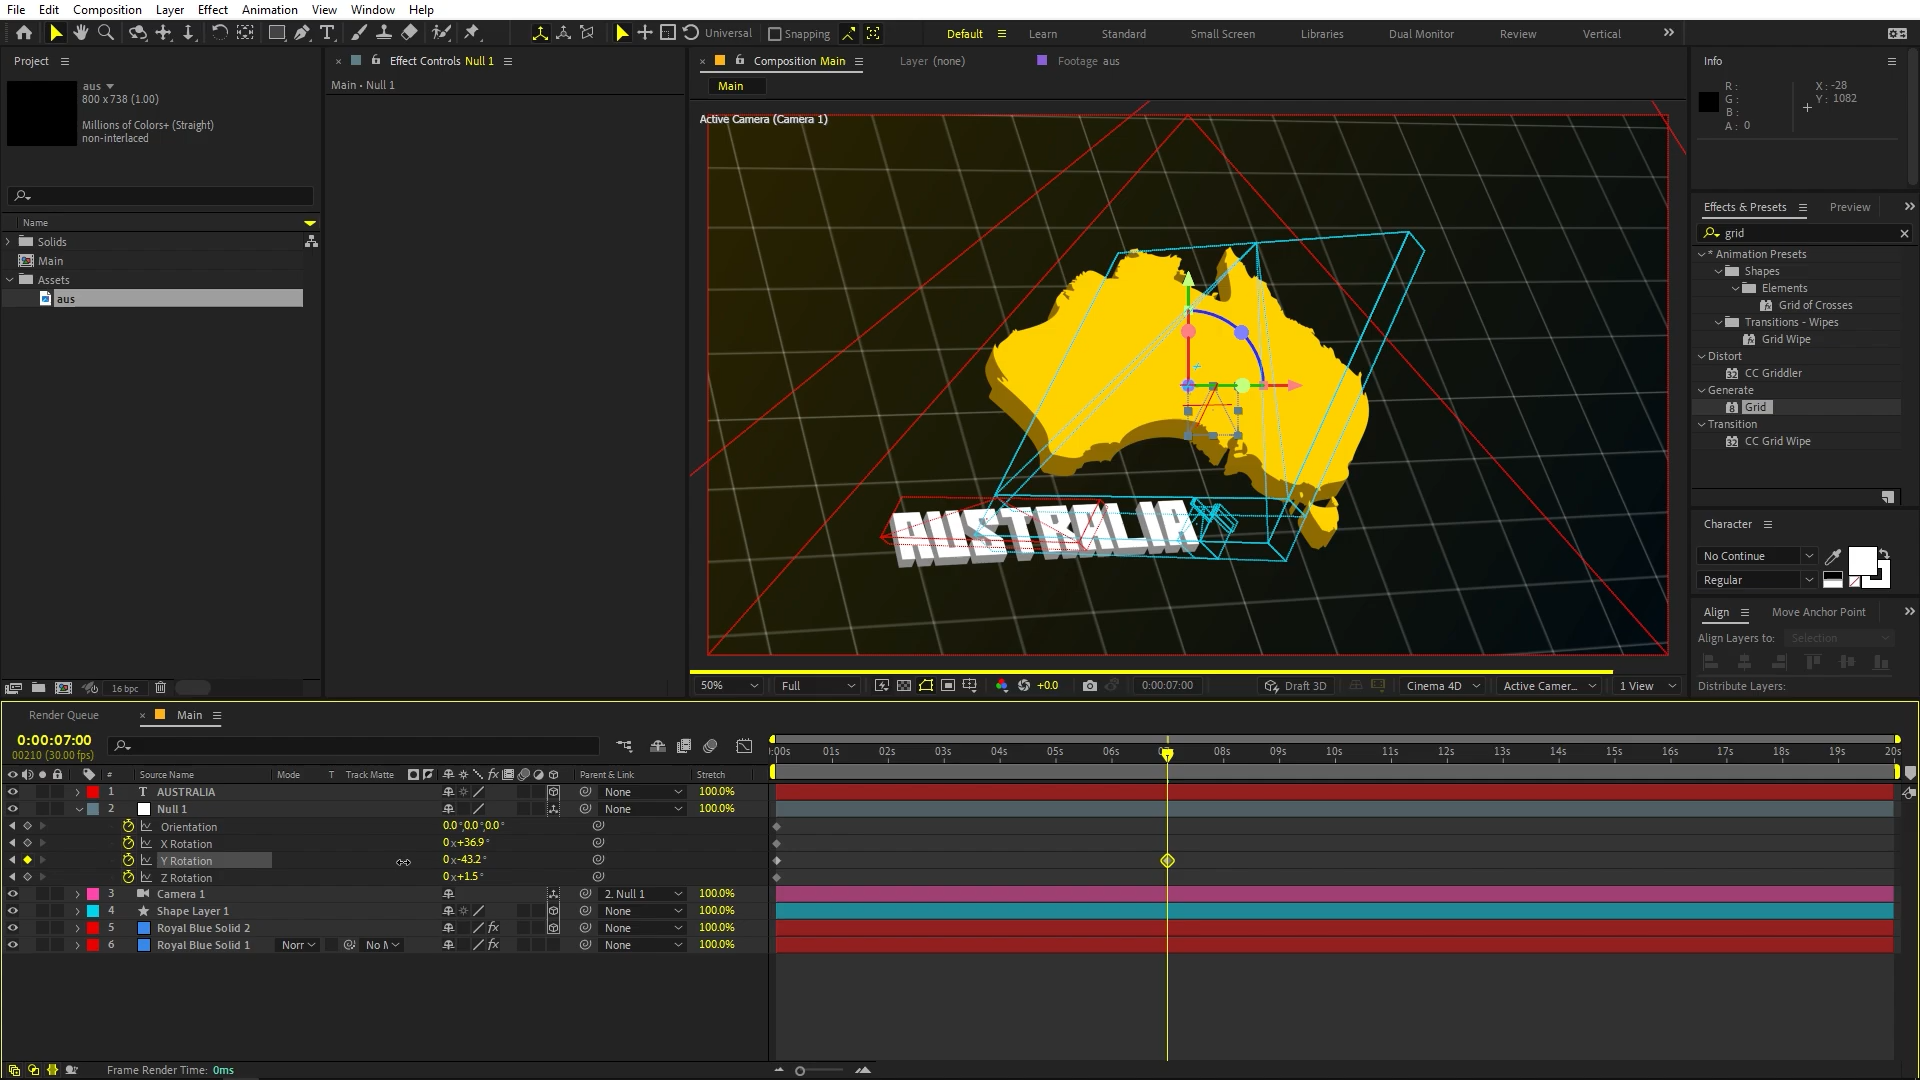 File Edit Composition Layer Effect Animation View Window Help
Universal Snapping Default Learn Standard Small Screen Libraries Dual Monitor Review Vertical
Project
aus
800 x 738 (1.00)
Millions of Colors+ (Straight)
non-interlaced
Name
Solids
Main
Assets
aus
16 bpc
Effect Controls Null 1
Main • Null 1
Composition Main Layer (none) Footage aus
Main
Active Camera (Camera 1)
AUSTRALIA
50% Full +0.0 0:00:07:00 Draft 3D Cinema 4D Active Camer... 1 View
Info
R :
G :
B :
A : 0
X : -28
Y : 1082
Effects & Presets Preview
grid
* Animation Presets
Shapes
Elements
Grid of Crosses
Transitions - Wipes
Grid Wipe
Distort
CC Griddler
Generate
Grid
Transition
CC Grid Wipe
Character
No Continue
Regular
Align Move Anchor Point
Align Layers to: Selection
Distribute Layers:
Render Queue Main
0:00:07:00
00210 (30.00 fps)
# Source Name Mode T Track Matte fx Parent & Link Stretch
:00s 01s 02s 03s 04s 05s 06s 08s 09s 10s 11s 12s 13s 14s 15s 16s 17s 18s 19s 20s
1 T AUSTRALIA None 100.0%
2 Null 1 None 100.0%
Orientation 0.0°,0.0°,0.0°
X Rotation 0x+36.9°
Y Rotation 0x-43.2°
Z Rotation 0x+1.5°
3 Camera 1 2. Null 1 100.0%
4 Shape Layer 1 None 100.0%
5 Royal Blue Solid 2 fx None 100.0%
6 Royal Blue Solid 1 Norr No M fx None 100.0%
Frame Render Time: 0ms